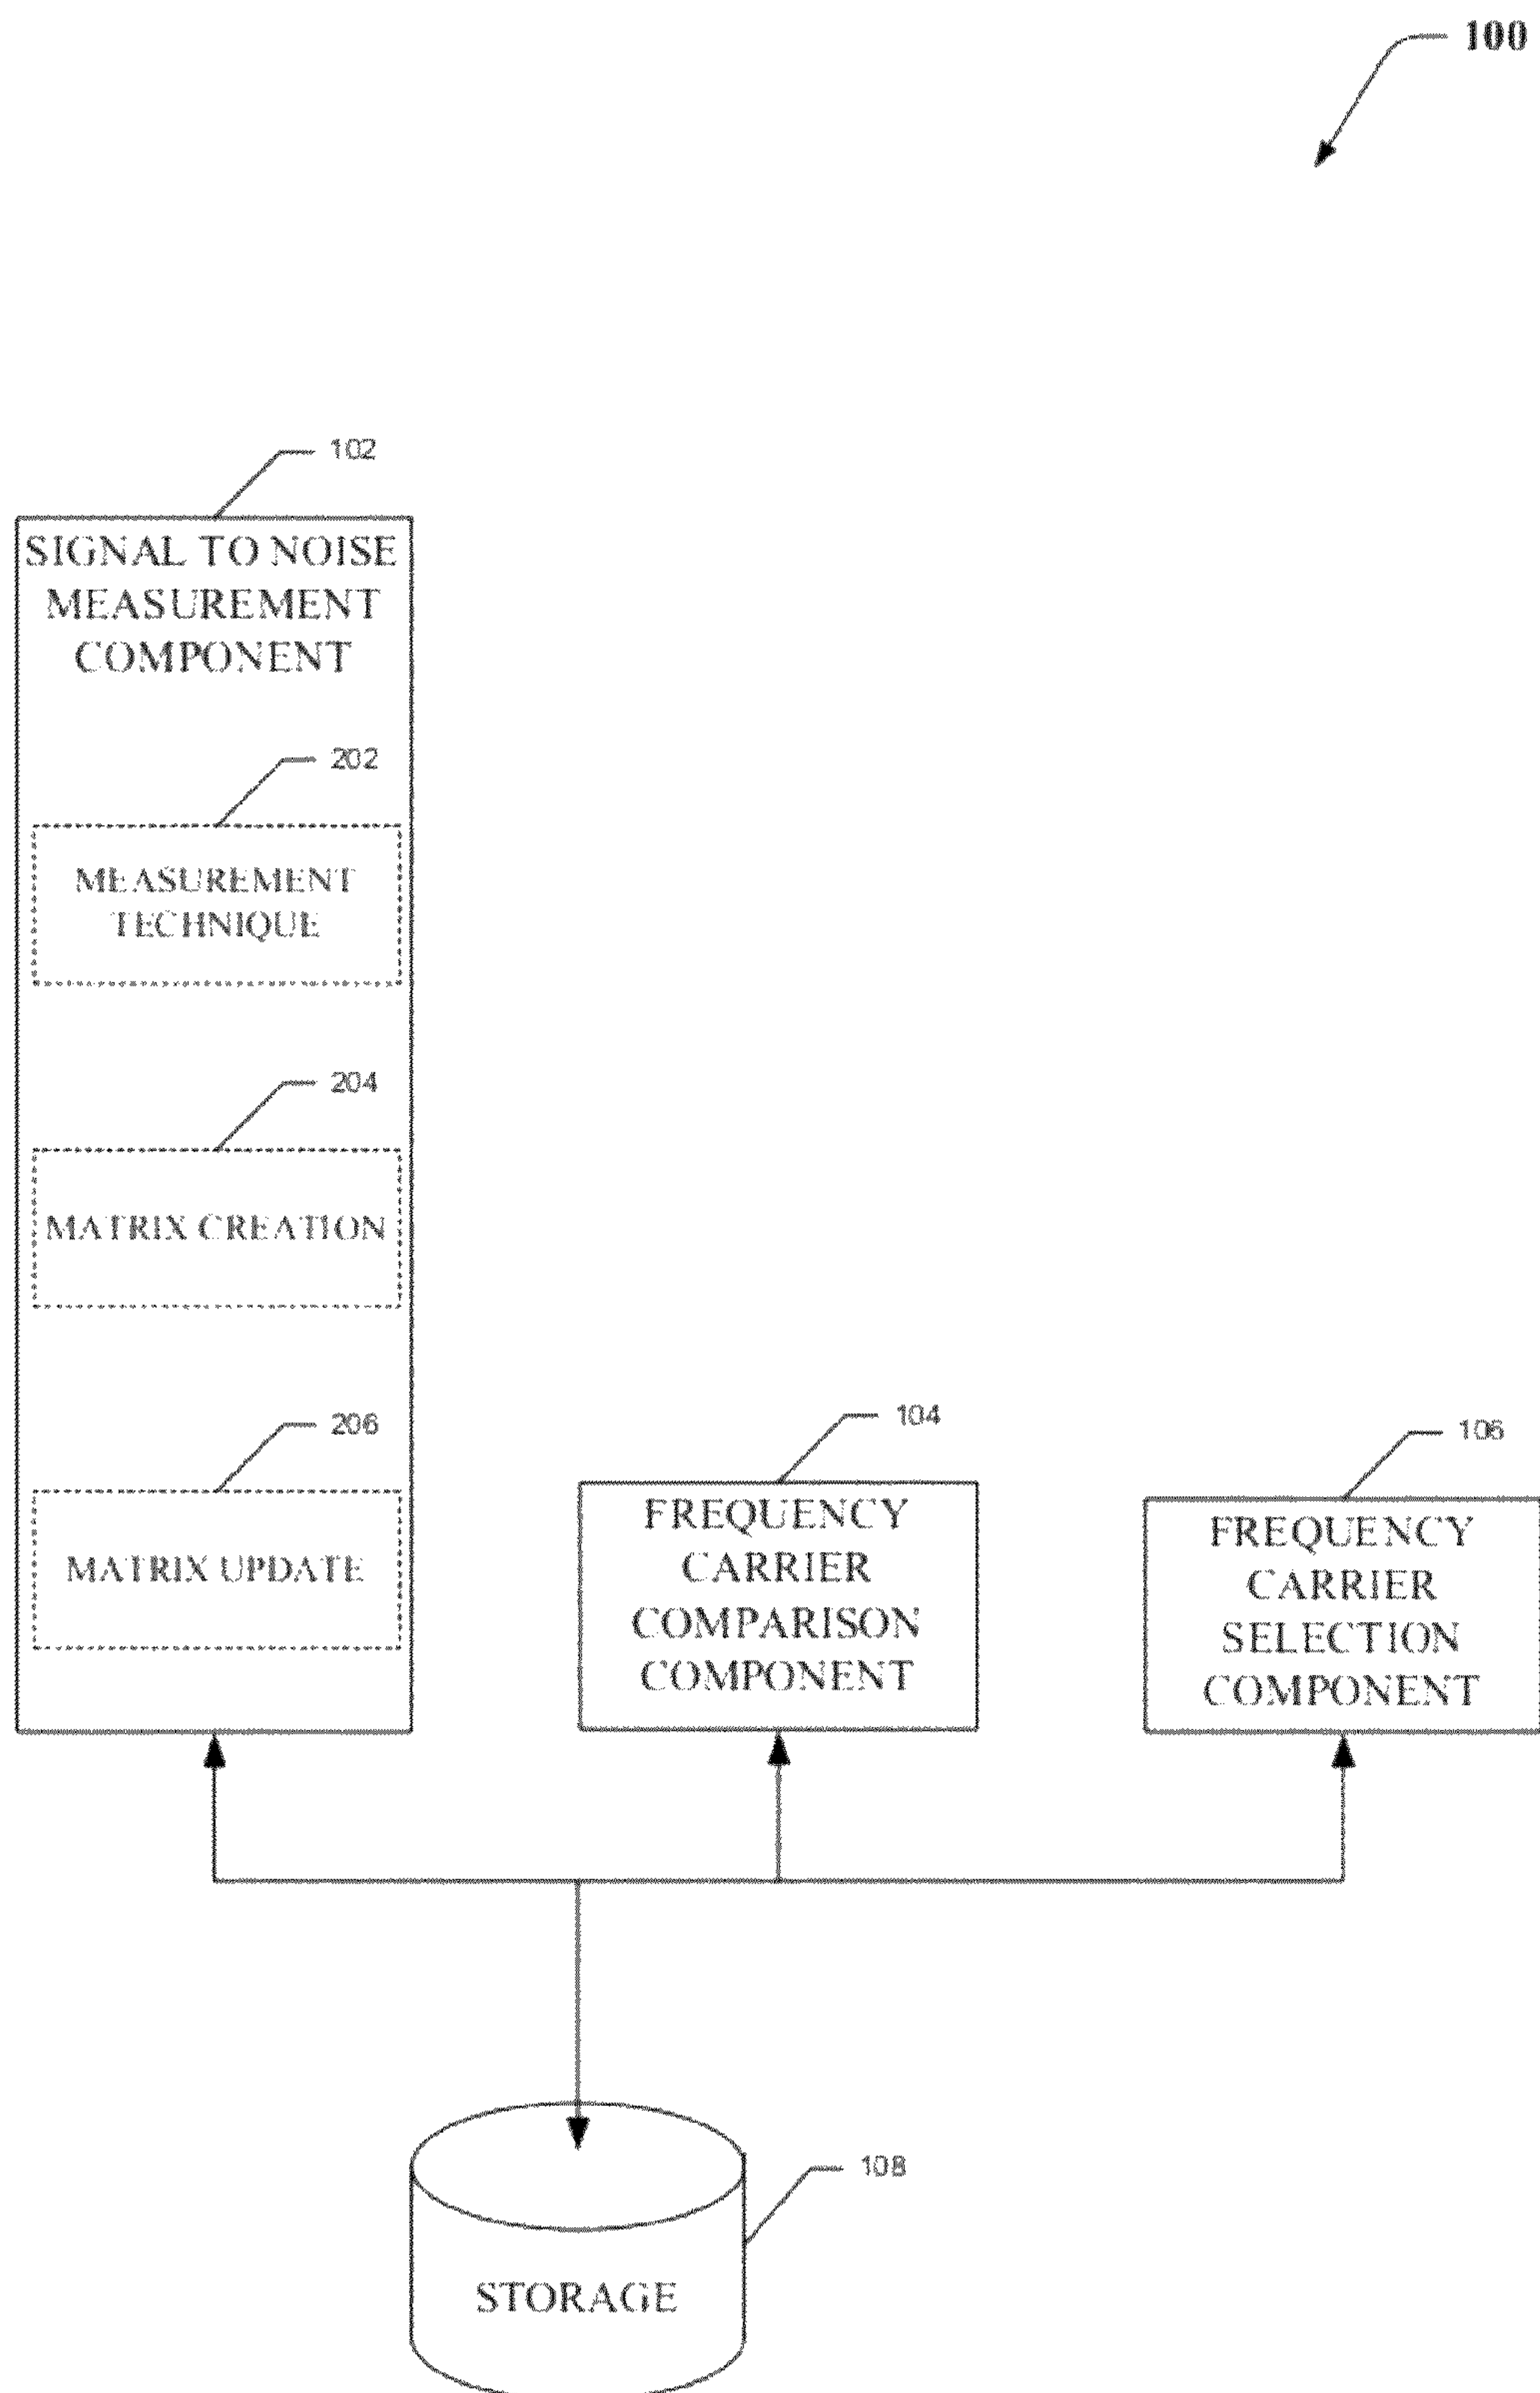 100
102
SIGNAL TO NOISE
MEASUREMENT
COMPONENT
202
MEASUREMENT
TECHNIQUE
204
MATRIX CREATION
206
MATRIX UPDATE
104
FREQUENCY
CARRIER
COMPARISON
COMPONENT
106
FREQUENCY
CARRIER
SELECTION
COMPONENT
108
STORAGE